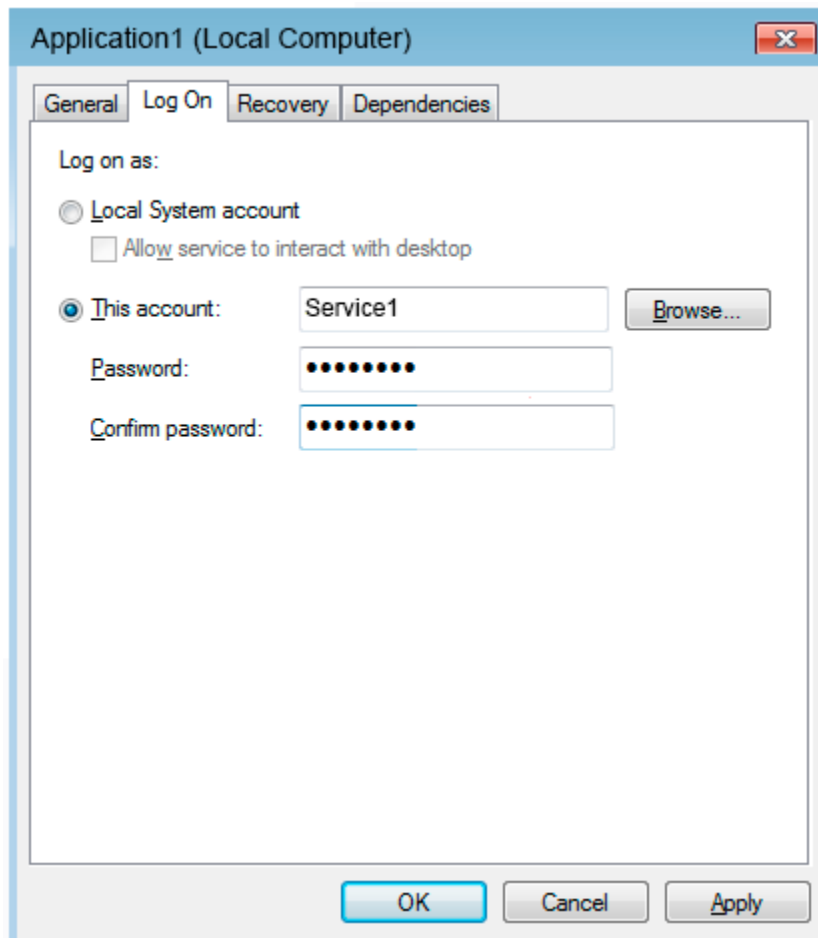 Application1 (Local Computer)
General Log On Recovery Dependencies
Log on as:
Local System account
Allow service to interact with desktop
This account: Service1 Browse...
Password: ••••••••
Confirm password: ••••••••
OK Cancel Apply